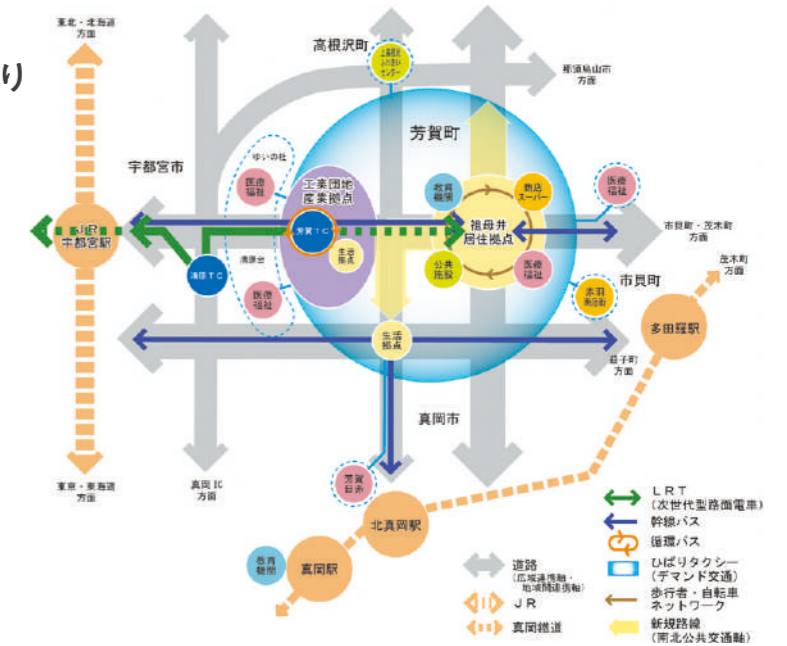 り
東北・北海道
方面
高根沢町
那須烏山市
方面
芳賀町
宇都宮市
ゆいの杜
医療
福祉
工業団地
産業拠点
教育
機関
商店
スーパー
医療
福祉
JR
宇都宮駅
芳賀TC
生活
拠点
祖母井
居住拠点
市貝町・茂木町
方面
清原台
清原TC
公共
施設
医療
福祉
市貝町
茂木町
方面
医療
福祉
赤羽
商店街
多田羅駅
生活
拠点
益子町
方面
真岡市
東京・東海道
方面
真岡IC
方面
芳賀
日赤
北真岡駅
教育
機関
真岡駅
道路
(広域連携軸・
地域間連携軸)
JR
真岡鐵道
LRT
(次世代型路面電車)
幹線バス
循環バス
ひばりタクシー
(デマンド交通)
歩行者・自転車
ネットワーク
新規路線
(南北公共交通軸)